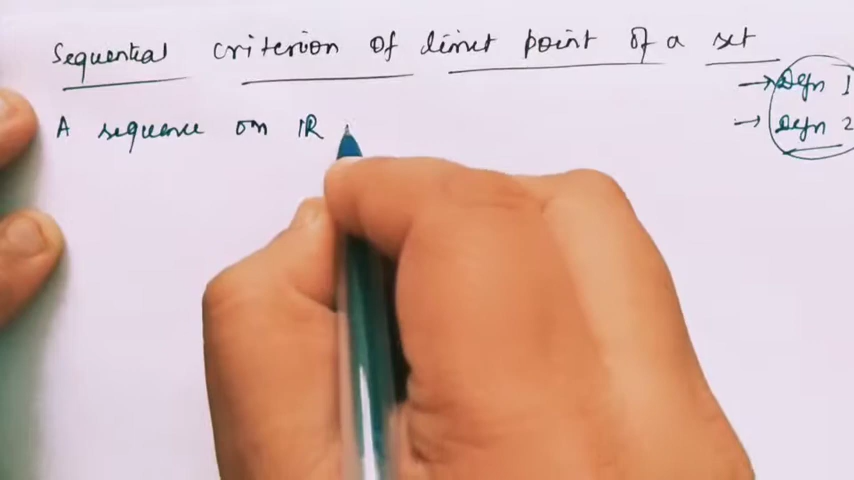 Sequential criterion of limit point of a set
→ Defn 1
A sequence on ℝ
→ Defn 2